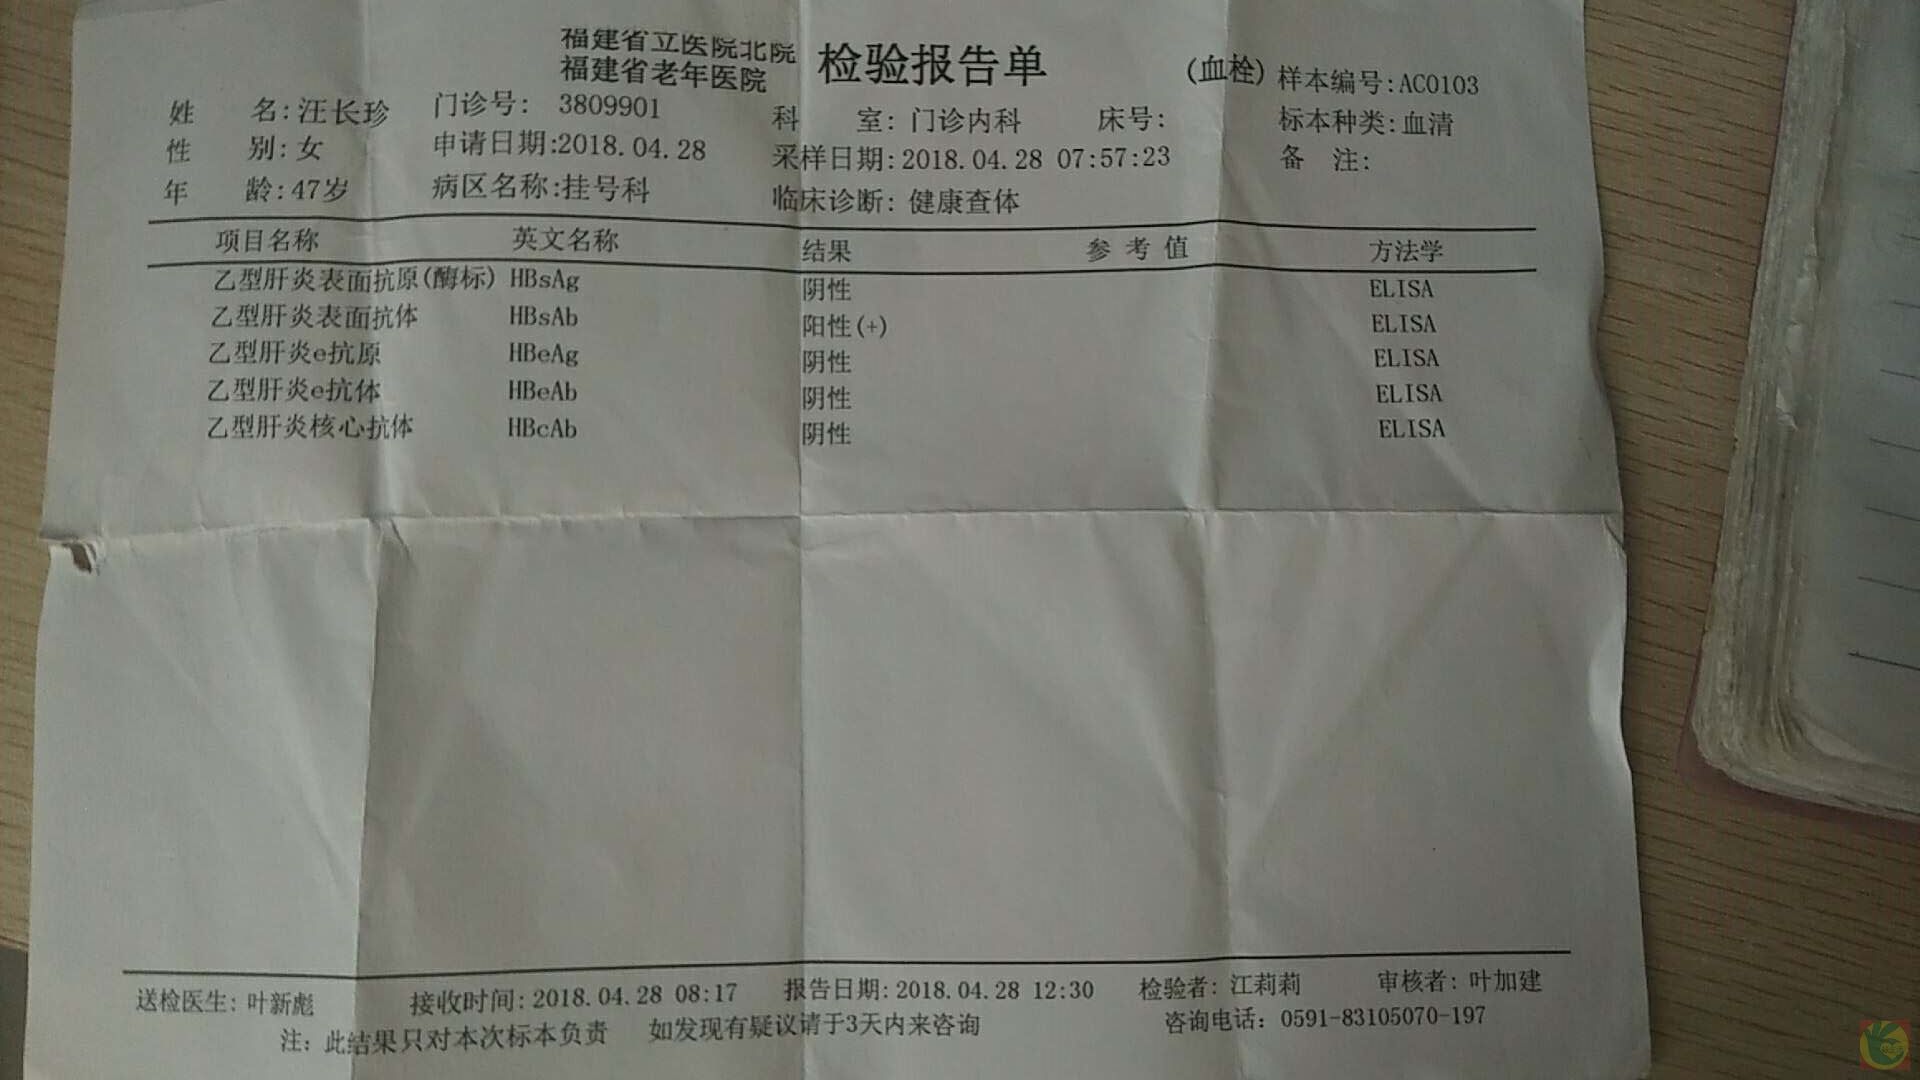 福建省立医院北院
福建省老年医院 检验报告单 (血栓) 样本编号:AC0103
姓 名:汪长珍 门诊号: 3809901 科 室:门诊内科 床号: 标本种类:血清
性 别:女 申请日期:2018.04.28 采样日期:2018.04.28 07:57:23 备 注:
年 龄:47岁 病区名称:挂号科 临床诊断:健康查体
项目名称 英文名称 结果 参考值 方法学
乙型肝炎表面抗原(酶标) HBsAg 阴性 ELISA
乙型肝炎表面抗体 HBsAb 阳性(+) ELISA
乙型肝炎e抗原 HBeAg 阴性 ELISA
乙型肝炎e抗体 HBeAb 阴性 ELISA
乙型肝炎核心抗体 HBcAb 阴性 ELISA
送检医生:叶新彪 接收时间:2018.04.28 08:17 报告日期:2018.04.28 12:30 检验者:江莉莉 审核者:叶加建
注:此结果只对本次标本负责 如发现有疑议请于3天内来咨询 咨询电话:0591-83105070-197